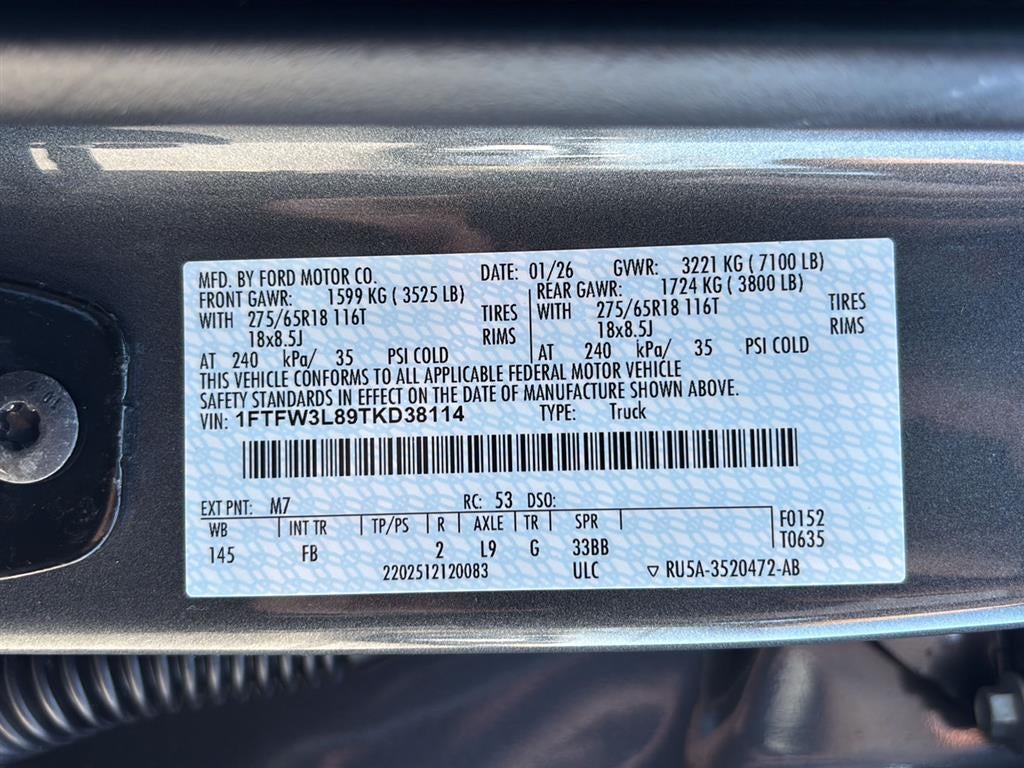 MFD. BY FORD MOTOR CO. DATE: 01/26 GVWR: 3221 KG ( 7100 LB)
FRONT GAWR: 1599 KG ( 3525 LB) REAR GAWR: 1724 KG ( 3800 LB)
WITH 275/65R18 116T TIRES WITH 275/65R18 116T TIRES
18x8.5J RIMS 18x8.5J RIMS
AT 240 kPa/ 35 PSI COLD AT 240 kPa/ 35 PSI COLD
THIS VEHICLE CONFORMS TO ALL APPLICABLE FEDERAL MOTOR VEHICLE
SAFETY STANDARDS IN EFFECT ON THE DATE OF MANUFACTURE SHOWN ABOVE.
VIN: 1FTFW3L89TKD38114 TYPE: Truck
EXT PNT: M7 RC: 53 DSO:
WB INT TR TP/PS R AXLE TR SPR F0152
145 FB 2 L9 G 33BB T0635
2202512120083 ULC ▽ RU5A-3520472-AB